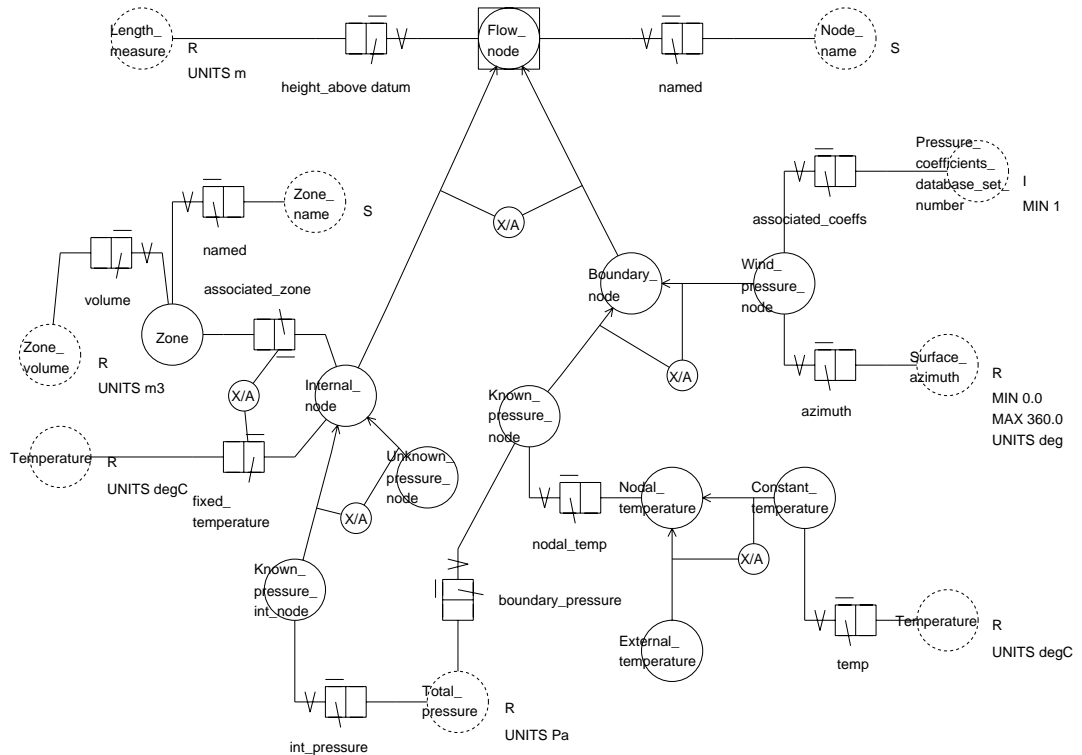 Length_
measure
R
UNITS m
height_above datum
Flow_
node
named
Node_
name
S
Zone_
name
S
named
volume
Zone_
volume
R
UNITS m3
Zone
associated_zone
X/A
X/A
Internal_
node
Temperature
R
UNITS degC
fixed_
temperature
Unknown_
pressure_
node
X/A
Known_
pressure_
int_node
int_pressure
Total_
pressure
R
UNITS Pa
boundary_pressure
Known_
pressure_
node
Boundary_
node
X/A
Wind_
pressure_
node
associated_coeffs
Pressure_
coefficients_
database_set_
number
I
MIN 1
azimuth
Surface_
azimuth
R
MIN 0.0
MAX 360.0
UNITS deg
nodal_temp
Nodal_
temperature
Constant_
temperature
X/A
External_
temperature
temp
Temperature
R
UNITS degC